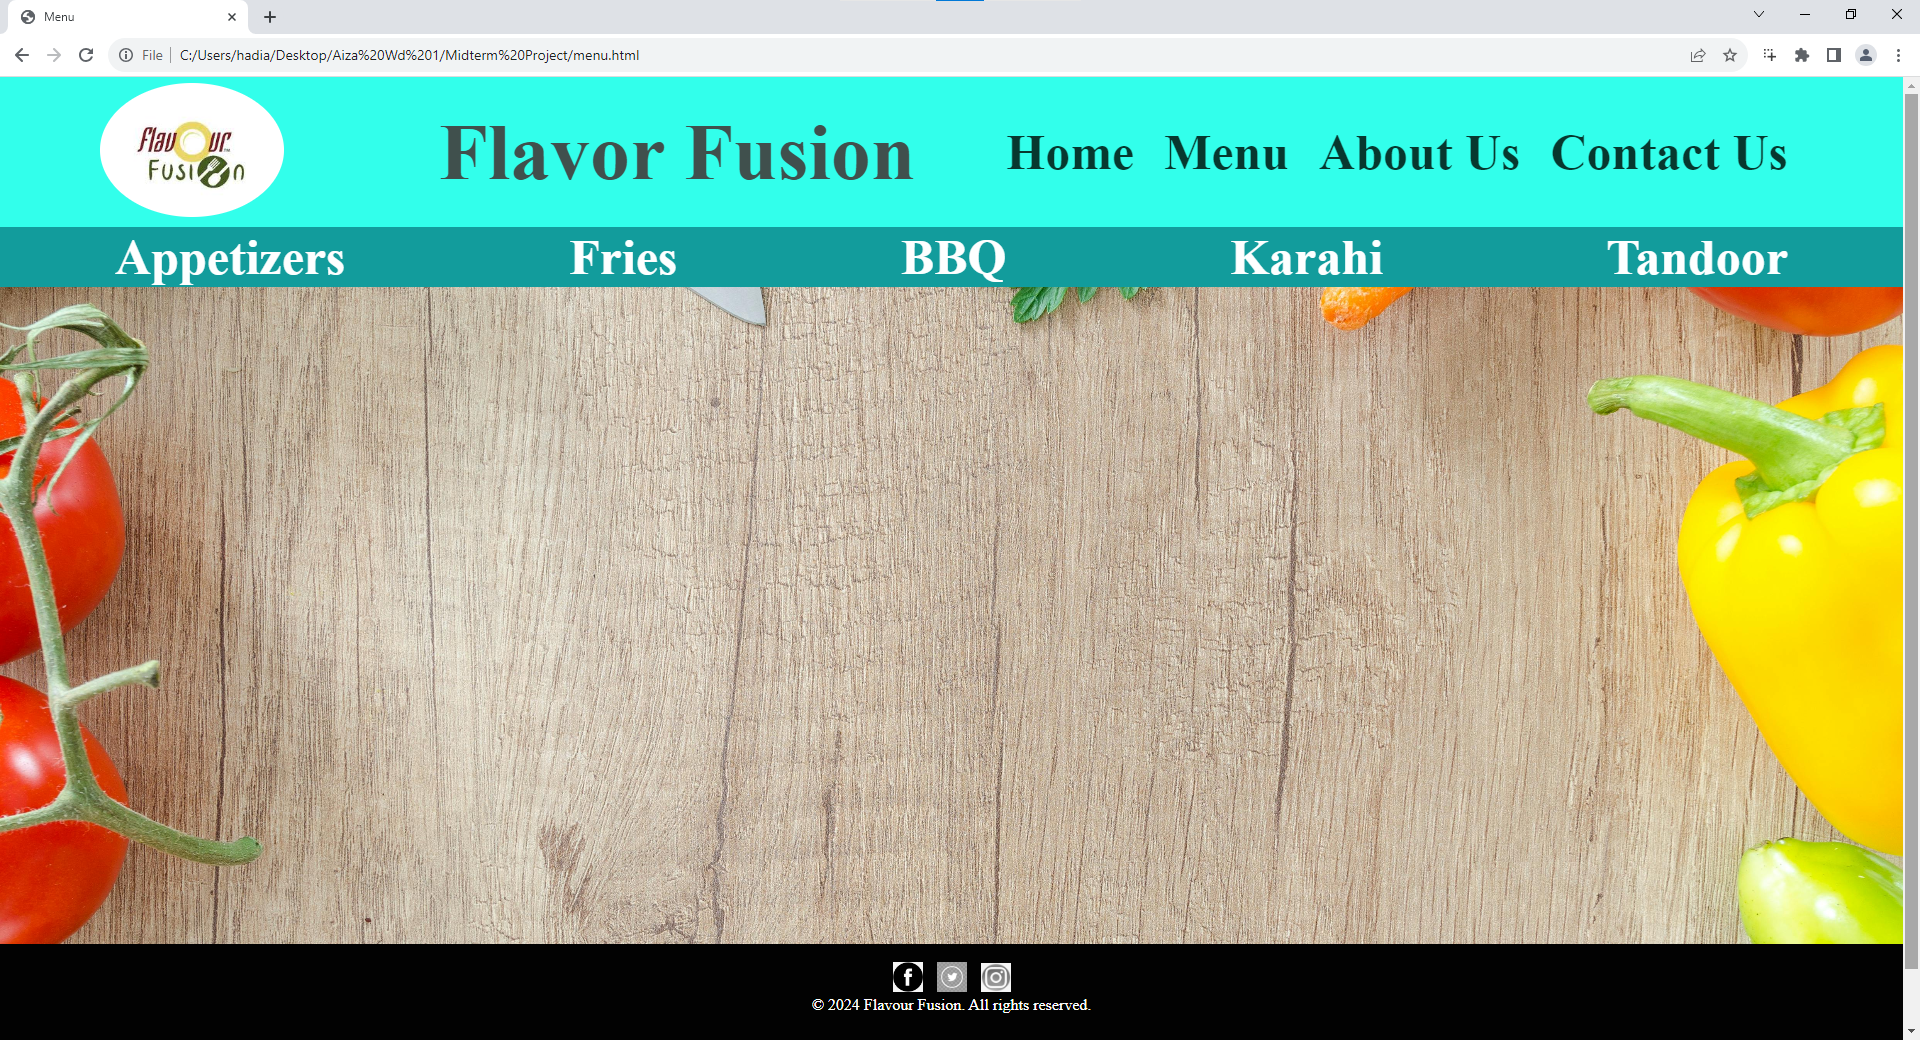 Menu
File
C:/Users/hadia/Desktop/Aiza%20Wd%201/Midterm%20Project/menu.html
Flavour
Fusion
Flavor Fusion
Home Menu About Us Contact Us
Appetizers Fries BBQ Karahi Tandoor
© 2024 Flavour Fusion. All rights reserved.